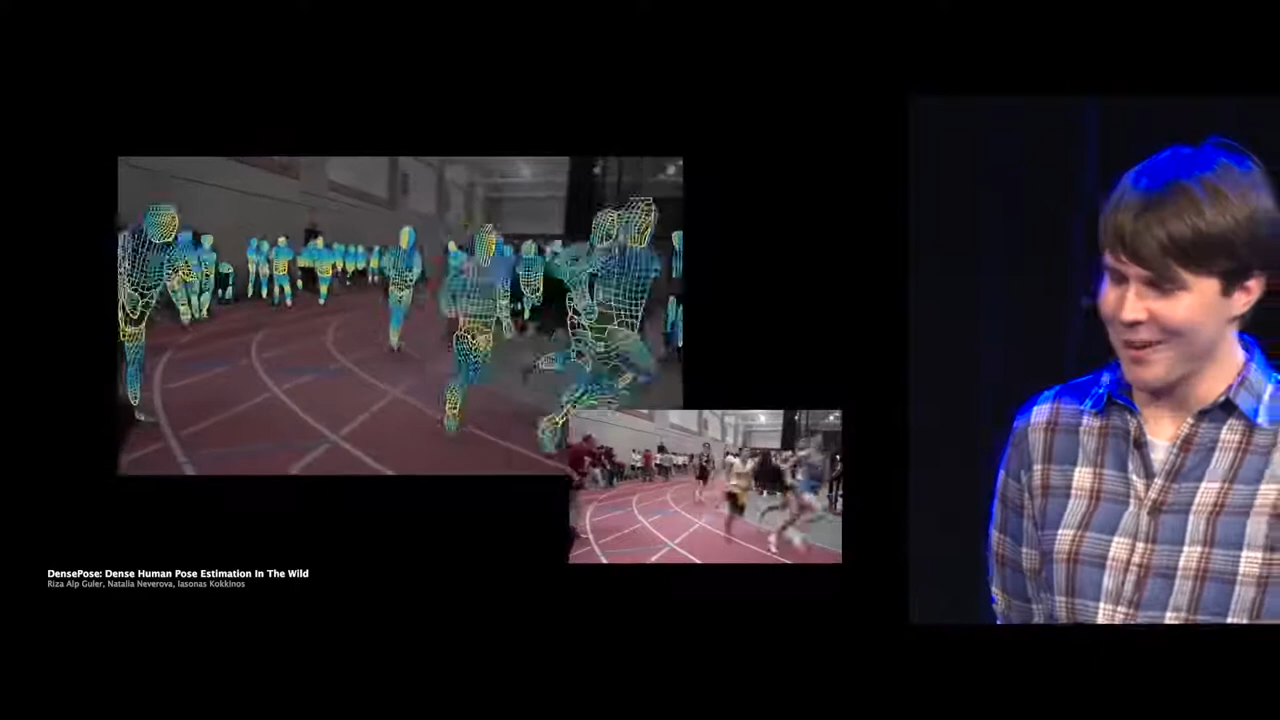 DensePose: Dense Human Pose Estimation In The Wild
Riza Alp Guler, Natalia Neverova, Iasonas Kokkinos